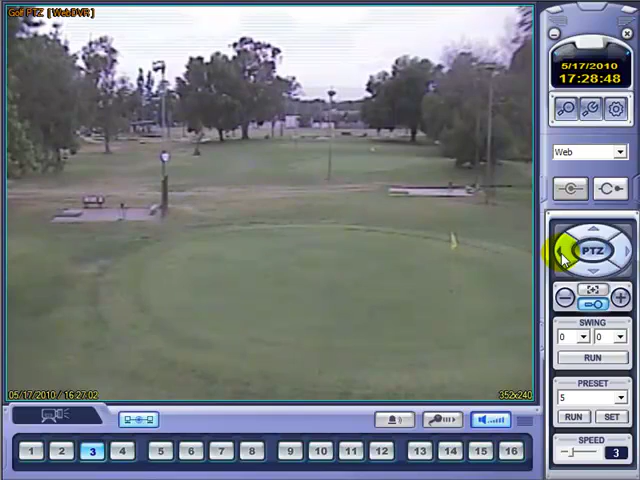 Golf PTZ [WebDVR]
5/17/2010
17:28:48
Web
PTZ
SWING
0 0
RUN
PRESET
5
RUN SET
SPEED
3
05/17/2010 / 16:27:02 352x240
1 2 3 4 5 6 7 8 9 10 11 12 13 14 15 16